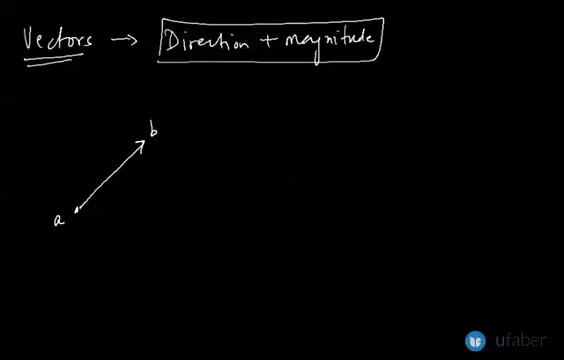 Vectors → Direction + magnitude
b
a
ufaber